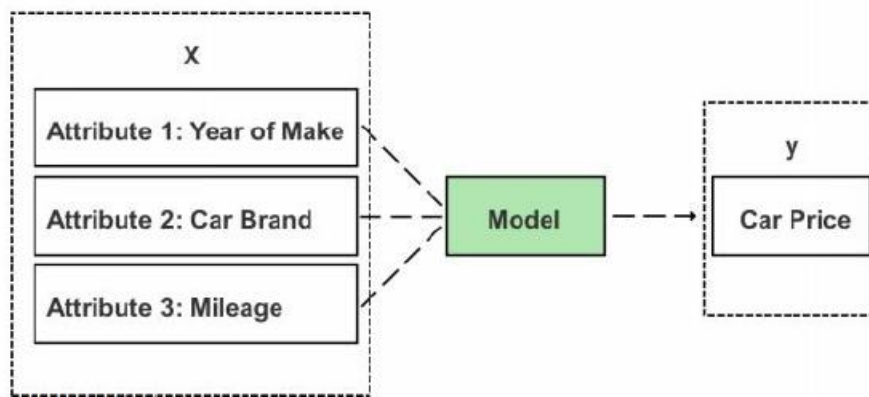 X
Attribute 1: Year of Make
Attribute 2: Car Brand
Attribute 3: Mileage
Model
y
Car Price